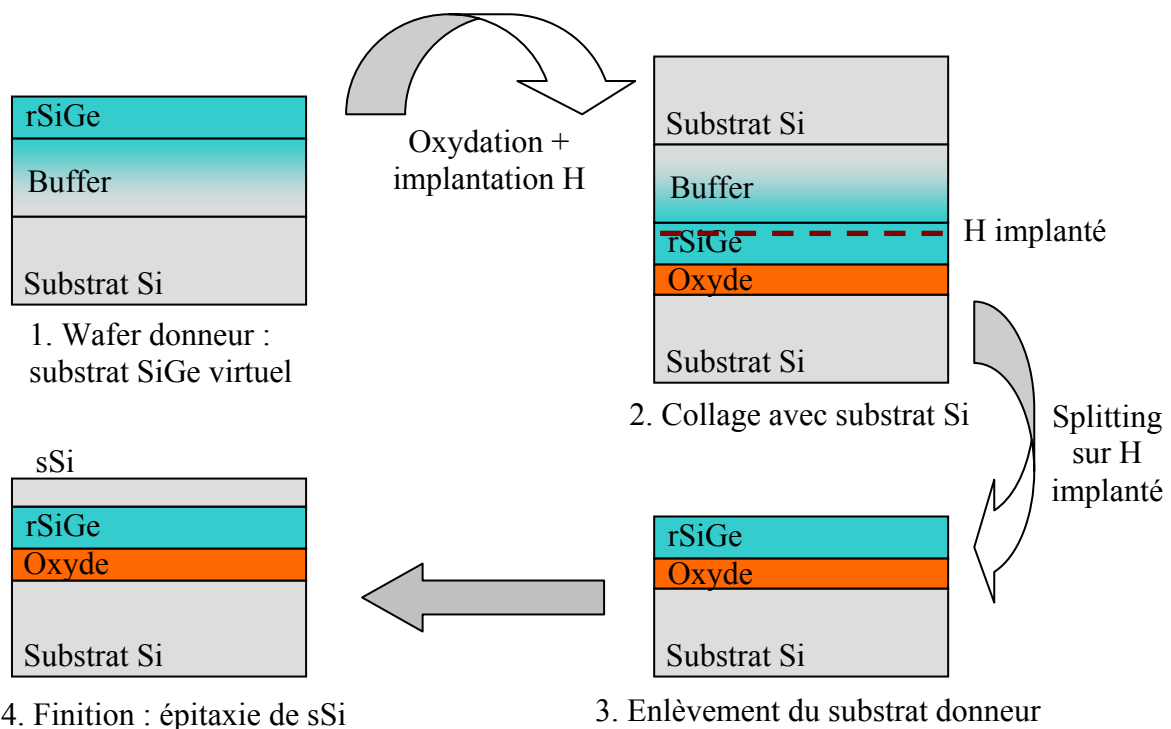 rSiGe
Buffer
Substrat Si
1. Wafer donneur :
substrat SiGe virtuel
Oxydation +
implantation H
Substrat Si
Buffer
rSiGe
H implanté
Oxyde
Substrat Si
2. Collage avec substrat Si
Splitting
sur H
implanté
rSiGe
Oxyde
Substrat Si
3. Enlèvement du substrat donneur
sSi
rSiGe
Oxyde
Substrat Si
4. Finition : épitaxie de sSi